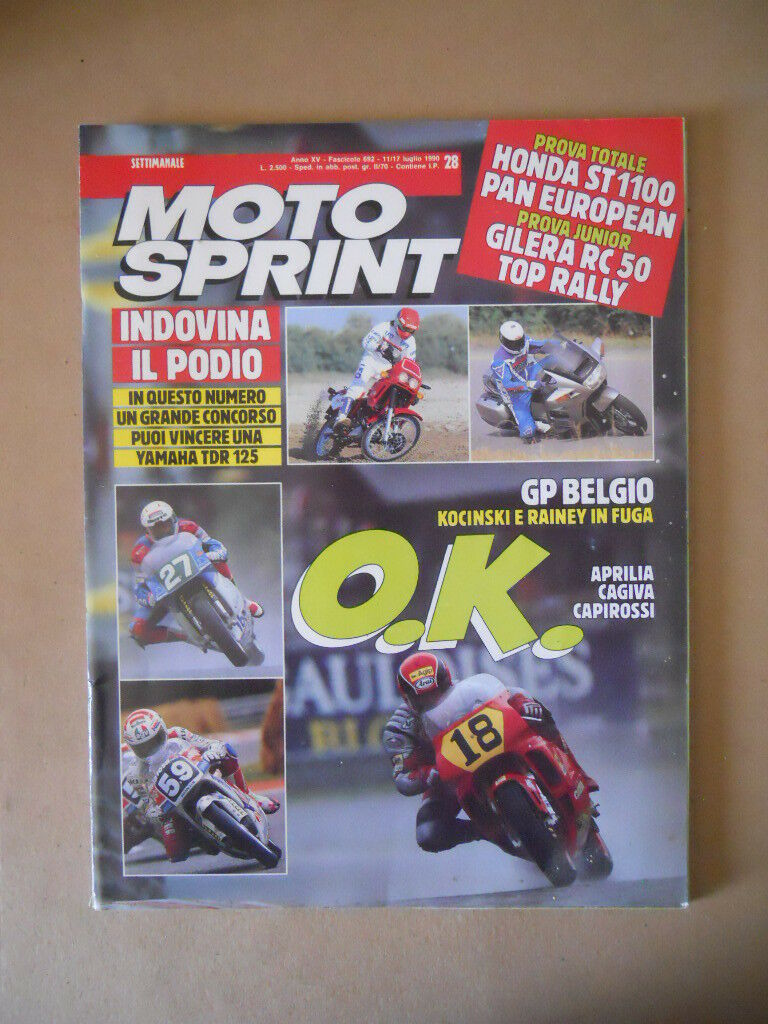 SETTIMANALE
Anno XV - Fascicolo 692 - 11/17 luglio 1990
L. 2.500 - Sped. in abb. post. gr. II/70 - Contiene I.P.
28
MOTO
SPRINT
PROVA TOTALE
HONDA ST1100
PAN EUROPEAN
PROVA JUNIOR
GILERA RC 50
TOP RALLY
INDOVINA
IL PODIO
IN QUESTO NUMERO
UN GRANDE CONCORSO
PUOI VINCERE UNA
YAMAHA TDR 125
GP BELGIO
KOCINSKI E RAINEY IN FUGA
O.K.
APRILIA
CAGIVA
CAPIROSSI
27
59
18
Agip
Arai